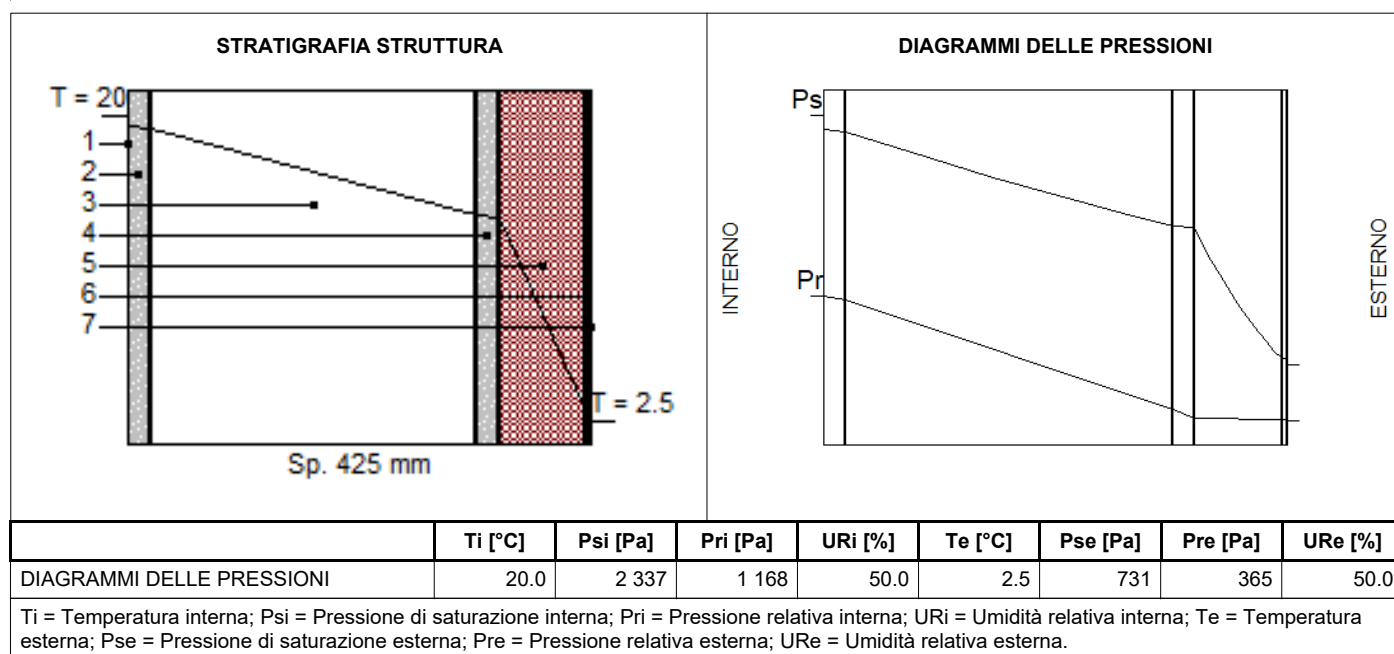 STRATIGRAFIA STRUTTURA
T = 20
1
2
3
4
5
6
7
T = 2.5
Sp. 425 mm
DIAGRAMMI DELLE PRESSIONI
Ps
Pr
INTERNO
ESTERNO
Ti [°C] Psi [Pa] Pri [Pa] URi [%] Te [°C] Pse [Pa] Pre [Pa] URe [%]
DIAGRAMMI DELLE PRESSIONI 20.0 2 337 1 168 50.0 2.5 731 365 50.0
Ti = Temperatura interna; Psi = Pressione di saturazione interna; Pri = Pressione relativa interna; URi = Umidità relativa interna; Te = Temperatura
esterna; Pse = Pressione di saturazione esterna; Pre = Pressione relativa esterna; URe = Umidità relativa esterna.